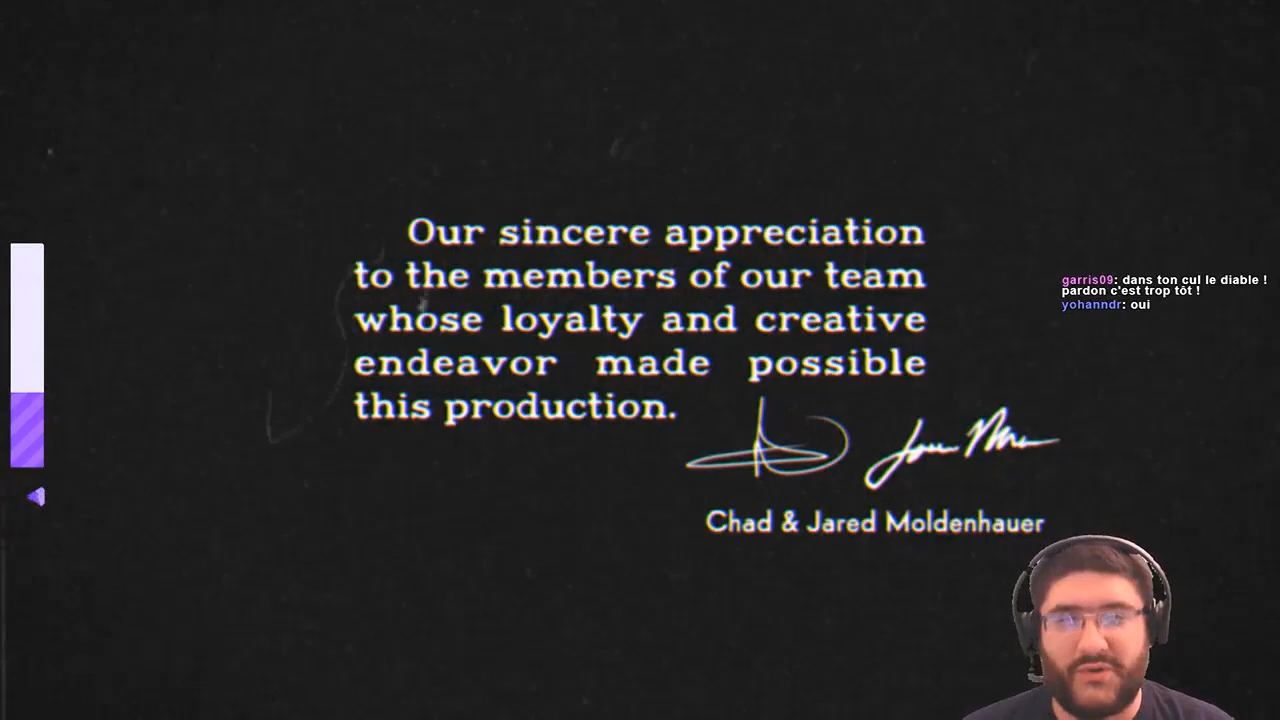 Our sincere appreciation
to the members of our team
whose loyalty and creative
endeavor made possible
this production.
Chad & Jared Moldenhauer
garris09: dans ton cul le diable !
pardon c'est trop tôt !
yohanndr: oui